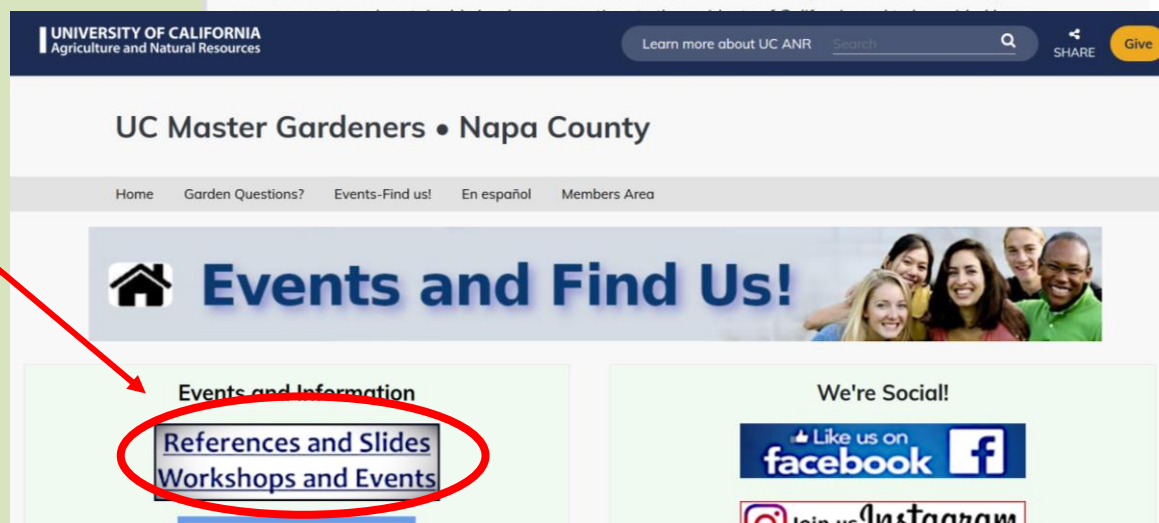 UNIVERSITY OF CALIFORNIA
Agriculture and Natural Resources
Learn more about UC ANR
Search
SHARE
Give
UC Master Gardeners • Napa County
Home Garden Questions? Events-Find us! En español Members Area
Events and Find Us!
Events and Information
References and Slides
Workshops and Events
We're Social!
Like us on
facebook
Join us Instagram